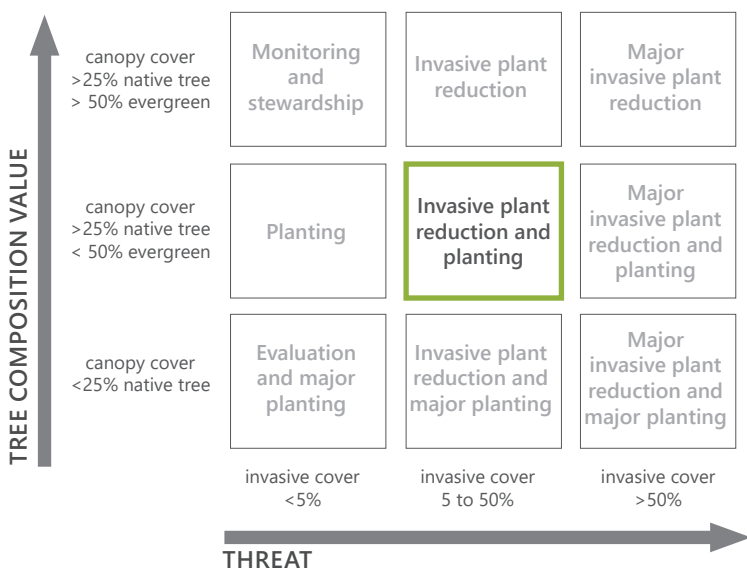 TREE COMPOSITION VALUE
canopy cover
>25% native tree
> 50% evergreen
Monitoring
and
stewardship
Invasive plant
reduction
Major
invasive plant
reduction
canopy cover
>25% native tree
< 50% evergreen
Planting
Invasive plant
reduction and
planting
Major
invasive plant
reduction and
planting
canopy cover
<25% native tree
Evaluation
and major
planting
Invasive plant
reduction and
major planting
Major
invasive plant
reduction and
major planting
invasive cover
<5%
invasive cover
5 to 50%
invasive cover
>50%
THREAT